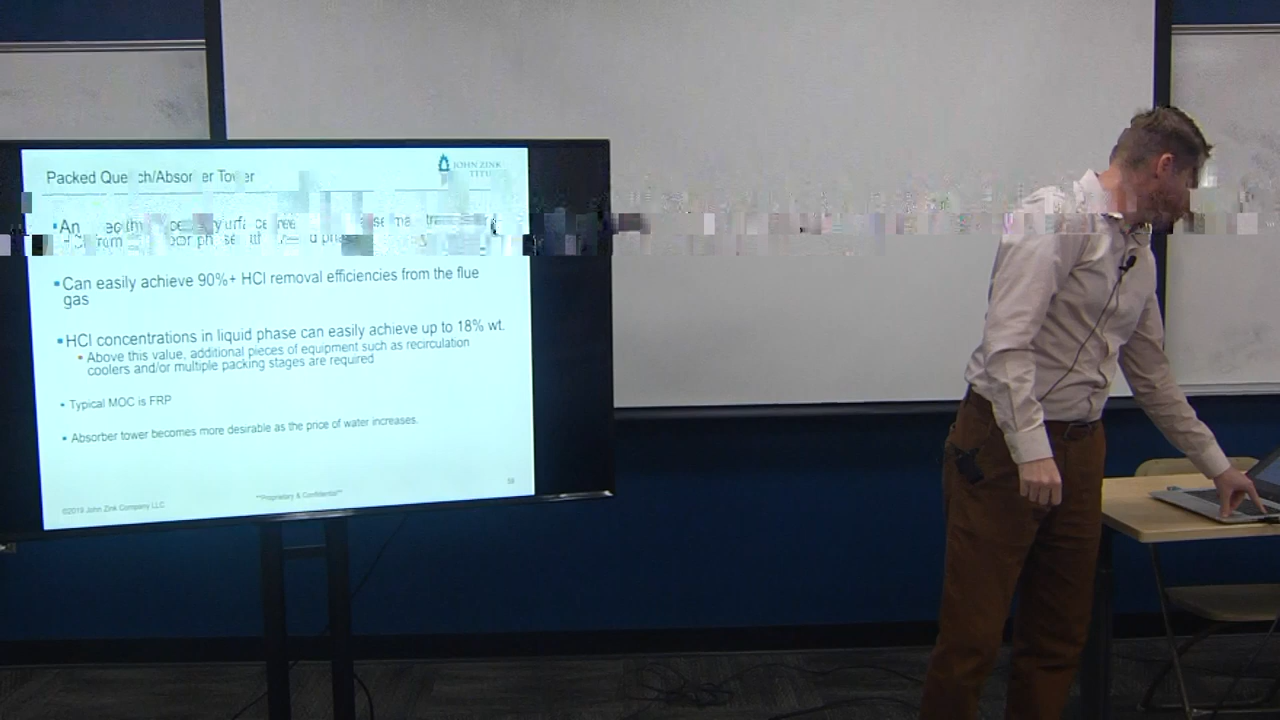 Packed Quench/Absorber Tower
JOHN ZINK
▪An
▪Can easily achieve 90%+ HCl removal efficiencies from the flue
gas
▪HCl concentrations in liquid phase can easily achieve up to 18% wt.
▪ Above this value, additional pieces of equipment such as recirculation
coolers and/or multiple packing stages are required
▪ Typical MOC is FRP
▪ Absorber tower becomes more desirable as the price of water increases.
©2019 John Zink Company LLC
**Proprietary & Confidential**